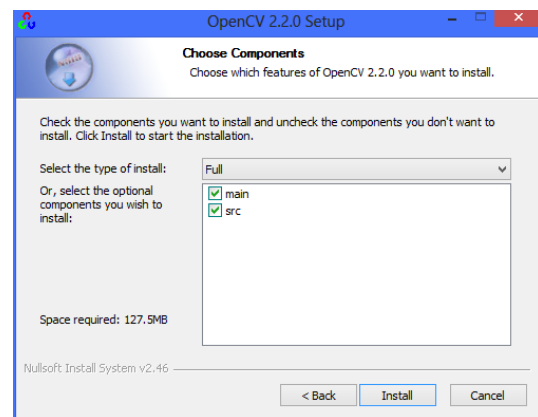 OpenCV 2.2.0 Setup
Choose Components
Choose which features of OpenCV 2.2.0 you want to install.
Check the components you want to install and uncheck the components you don't want to
install. Click Install to start the installation.
Select the type of install:
Full
Or, select the optional
components you wish to
install:
main
src
Space required: 127.5MB
Nullsoft Install System v2.46
< Back
Install
Cancel